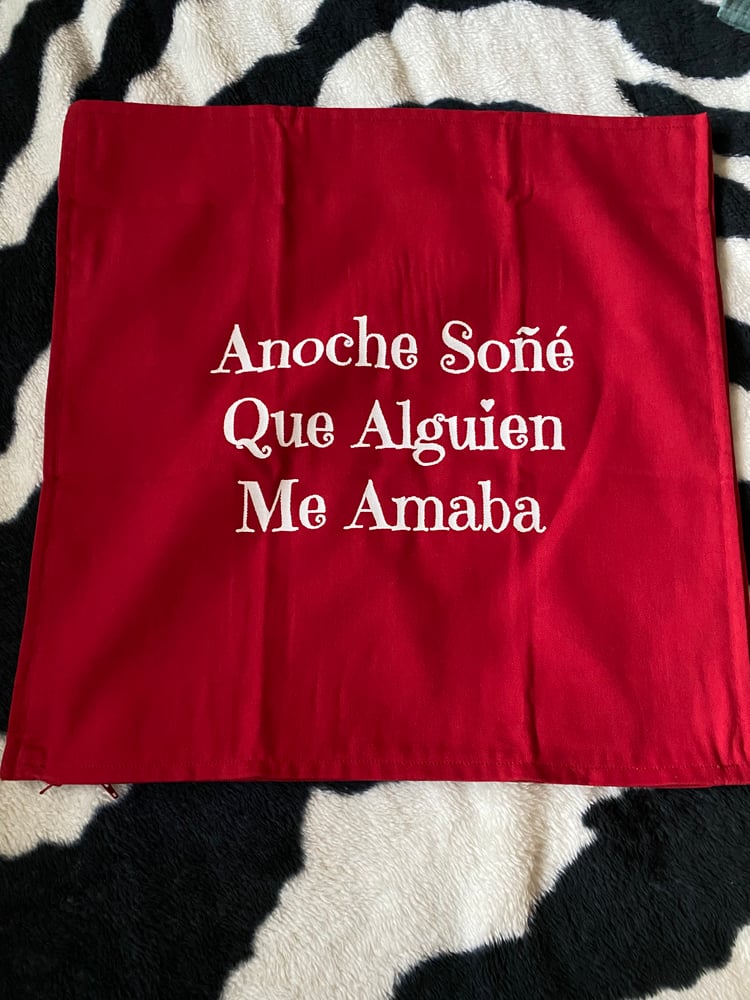 Anoche Soñé
Que Alguien
Me Amaba